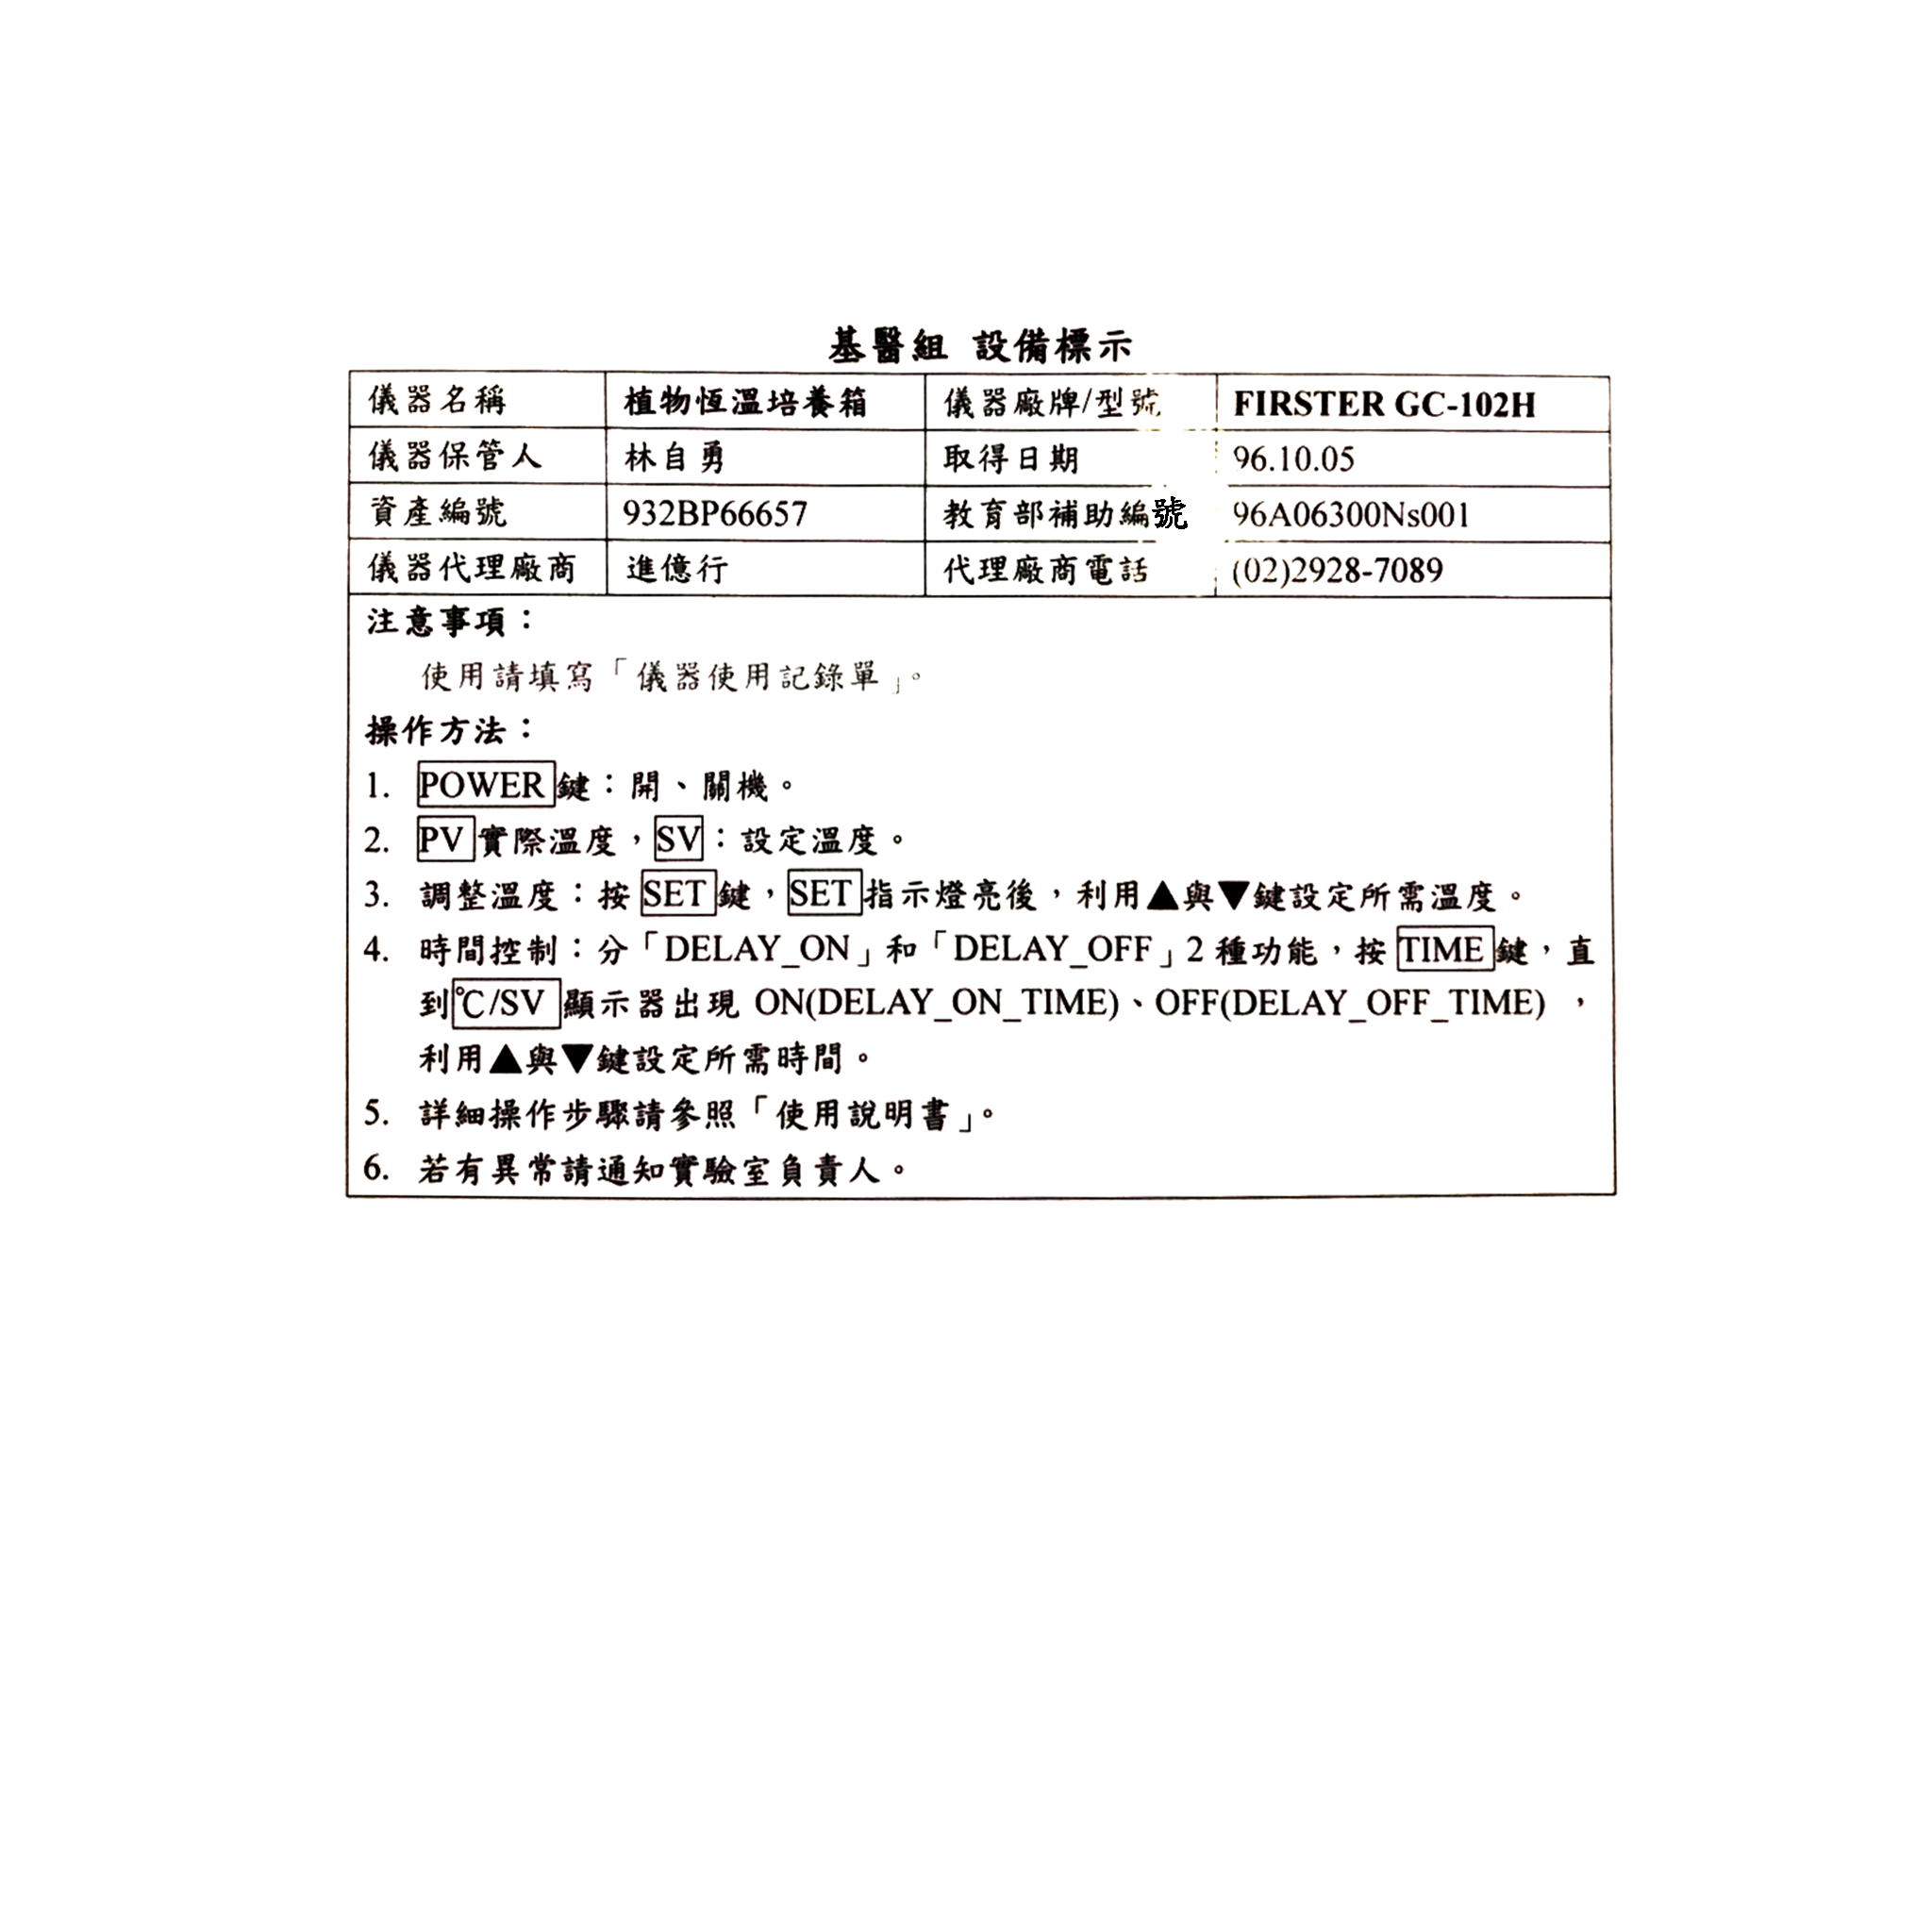 基醫組 設備標示
儀器名稱 植物恆溫培養箱 儀器廠牌/型號 FIRSTER GC-102H
儀器保管人 林自勇 取得日期 96.10.05
資產編號 932BP66657 教育部補助編號 96A06300Ns001
儀器代理廠商 進億行 代理廠商電話 (02)2928-7089
注意事項：
使用請填寫「儀器使用記錄單」。
操作方法：
1. POWER鍵：開、關機。
2. PV實際溫度，SV：設定溫度。
3. 調整溫度：按SET鍵，SET指示燈亮後，利用▲與▼鍵設定所需溫度。
4. 時間控制：分「DELAY_ON」和「DELAY_OFF」2種功能，按TIME鍵，直
到℃/SV顯示器出現 ON(DELAY_ON_TIME)、OFF(DELAY_OFF_TIME)，
利用▲與▼鍵設定所需時間。
5. 詳細操作步驟請參照「使用說明書」。
6. 若有異常請通知實驗室負責人。